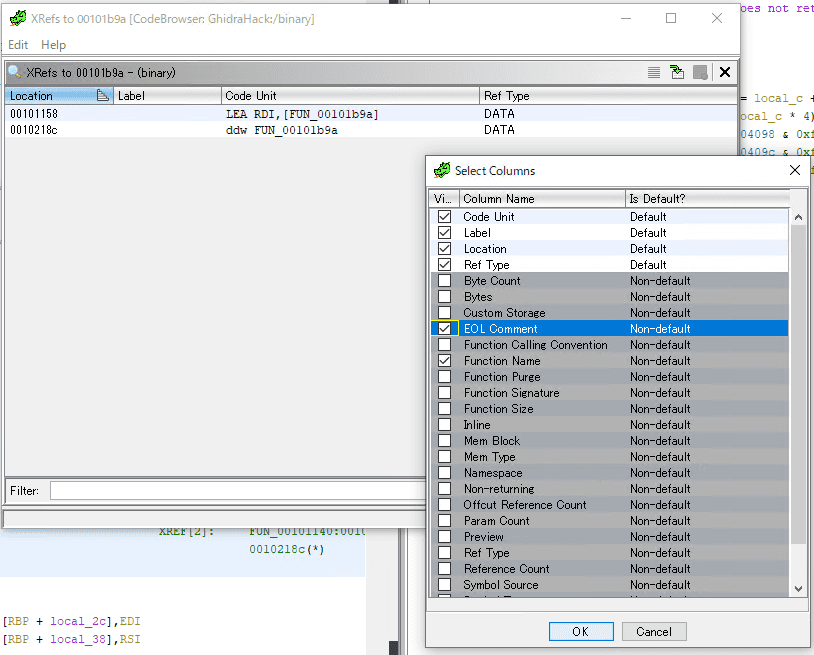 XRefs to 00101b9a [CodeBrowser: GhidraHack:/binary]
Edit Help
XRefs to 00101b9a - (binary)
Location Label Code Unit Ref Type
00101158 LEA RDI,[FUN_00101b9a] DATA
0010218c ddw FUN_00101b9a DATA
Filter:
oes not ret
= local_c +
ocal_c * 4)
04098 & 0xf
0409c & 0xf
Select Columns
Vi... Column Name Is Default?
Code Unit Default
Label Default
Location Default
Ref Type Default
Byte Count Non-default
Bytes Non-default
Custom Storage Non-default
EOL Comment Non-default
Function Calling Convention Non-default
Function Name Non-default
Function Purge Non-default
Function Signature Non-default
Function Size Non-default
Inline Non-default
Mem Block Non-default
Mem Type Non-default
Namespace Non-default
Non-returning Non-default
Offcut Reference Count Non-default
Param Count Non-default
Preview Non-default
Ref Type Non-default
Reference Count Non-default
Symbol Source Non-default
OK Cancel
XREF[2]: FUN_00101140:0010
0010218c(*)
[RBP + local_2c],EDI
[RBP + local_38],RSI